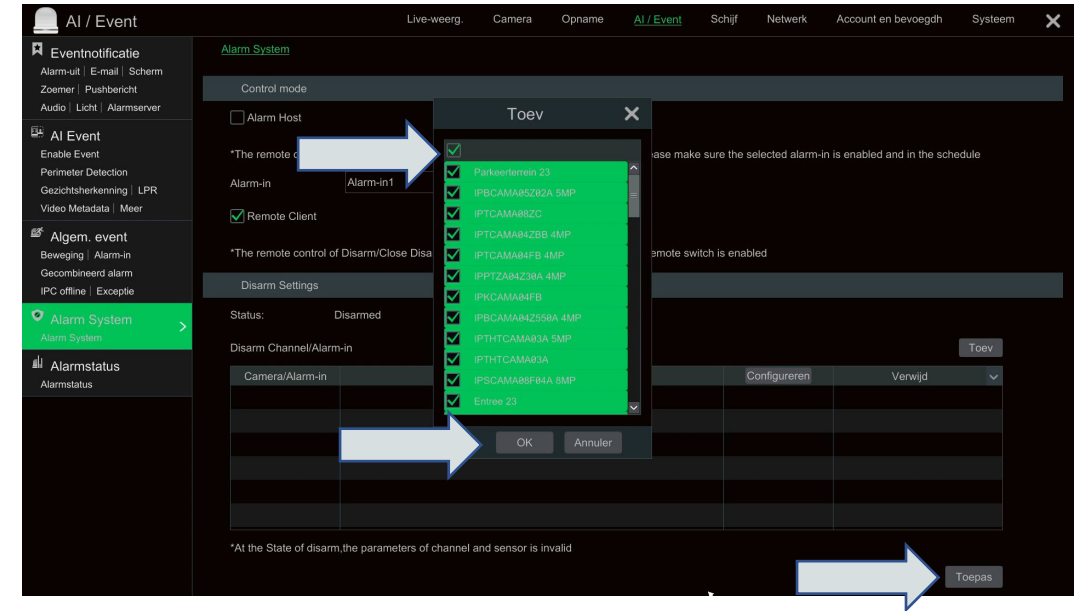 AI / Event
Live-weerg. Camera Opname AI / Event Schijf Netwerk Account en bevoegdh Systeem
Eventnotificatie
Alarm-uit | E-mail | Scherm
Zoemer | Pushbericht
Audio | Licht | Alarmserver
AI Event
Enable Event
Perimeter Detection
Gezichtsherkenning | LPR
Video Metadata | Meer
Algem. event
Beweging | Alarm-in
Gecombineerd alarm
IPC offline | Exceptie
Alarm System
Alarm System
Alarmstatus
Alarmstatus
Alarm System
Control mode
Alarm Host
*The remote ase make sure the selected alarm-in is enabled and in the schedule
Alarm-in Alarm-in1
Remote Client
*The remote control of Disarm/Close Disa emote switch is enabled
Disarm Settings
Status: Disarmed
Disarm Channel/Alarm-in Toev
Camera/Alarm-in Configureren Verwijd
*At the State of disarm,the parameters of channel and sensor is invalid
Toepas
Toev
Parkeerterrein 23
IPBCAMA05Z02A 5MP
IPTCAMA08ZC
IPTCAMA04ZBB 4MP
IPTCAMA04FB 4MP
IPPTZA04Z30A 4MP
IPKCAMA04FB
IPBCAMA04Z550A 4MP
IPTHTCAMA03A 5MP
IPTHTCAMA03A
IPSCAMA08F04A 8MP
Entree 23
OK Annuler